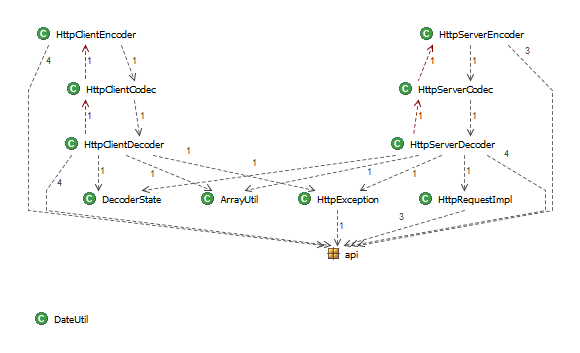 C HttpClientEncoder C HttpServerEncoder
4 1 1 1 1 3
C HttpClientCodec C HttpServerCodec
1 1 1 1
C HttpClientDecoder C HttpServerDecoder
1 1 4
4 1 1 1 1 1
C DecoderState C ArrayUtil C HttpException C HttpRequestImpl
1 3
api
C DateUtil